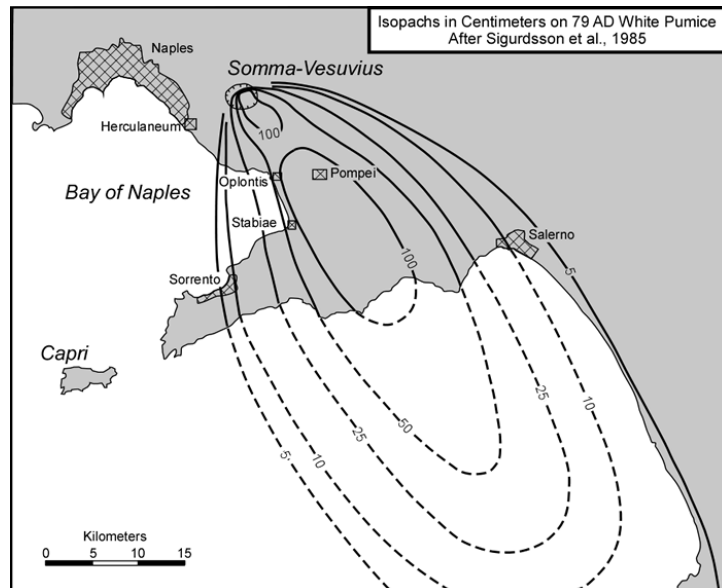 Isopachs in Centimeters on 79 AD White Pumice
After Sigurdsson et al., 1985
Naples
Somma-Vesuvius
Herculaneum
100
Oplontis
Pompei
Bay of Naples
Stabiae
Salerno
100
5
Sorrento
Capri
50
25
10
25
10
5
Kilometers
0 5 10 15